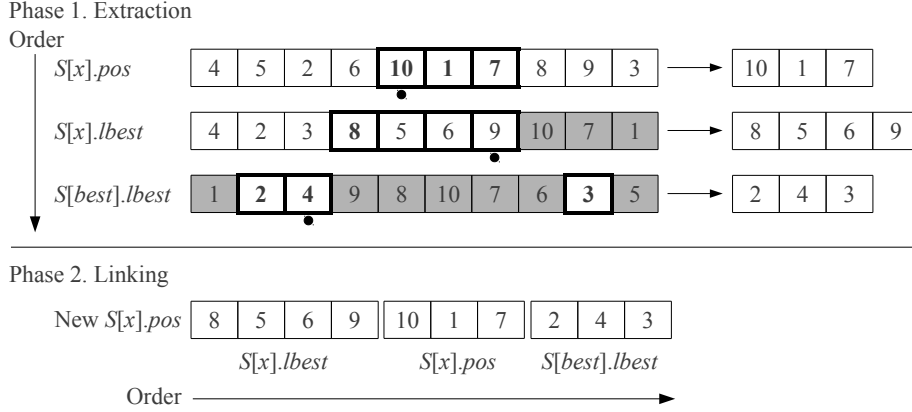 Phase 1. Extraction
Order
S[x].pos 4 5 2 6 10 1 7 8 9 3 10 1 7
S[x].lbest 4 2 3 8 5 6 9 10 7 1 8 5 6 9
S[best].lbest 1 2 4 9 8 10 7 6 3 5 2 4 3
Phase 2. Linking
New S[x].pos 8 5 6 9 10 1 7 2 4 3
S[x].lbest S[x].pos S[best].lbest
Order